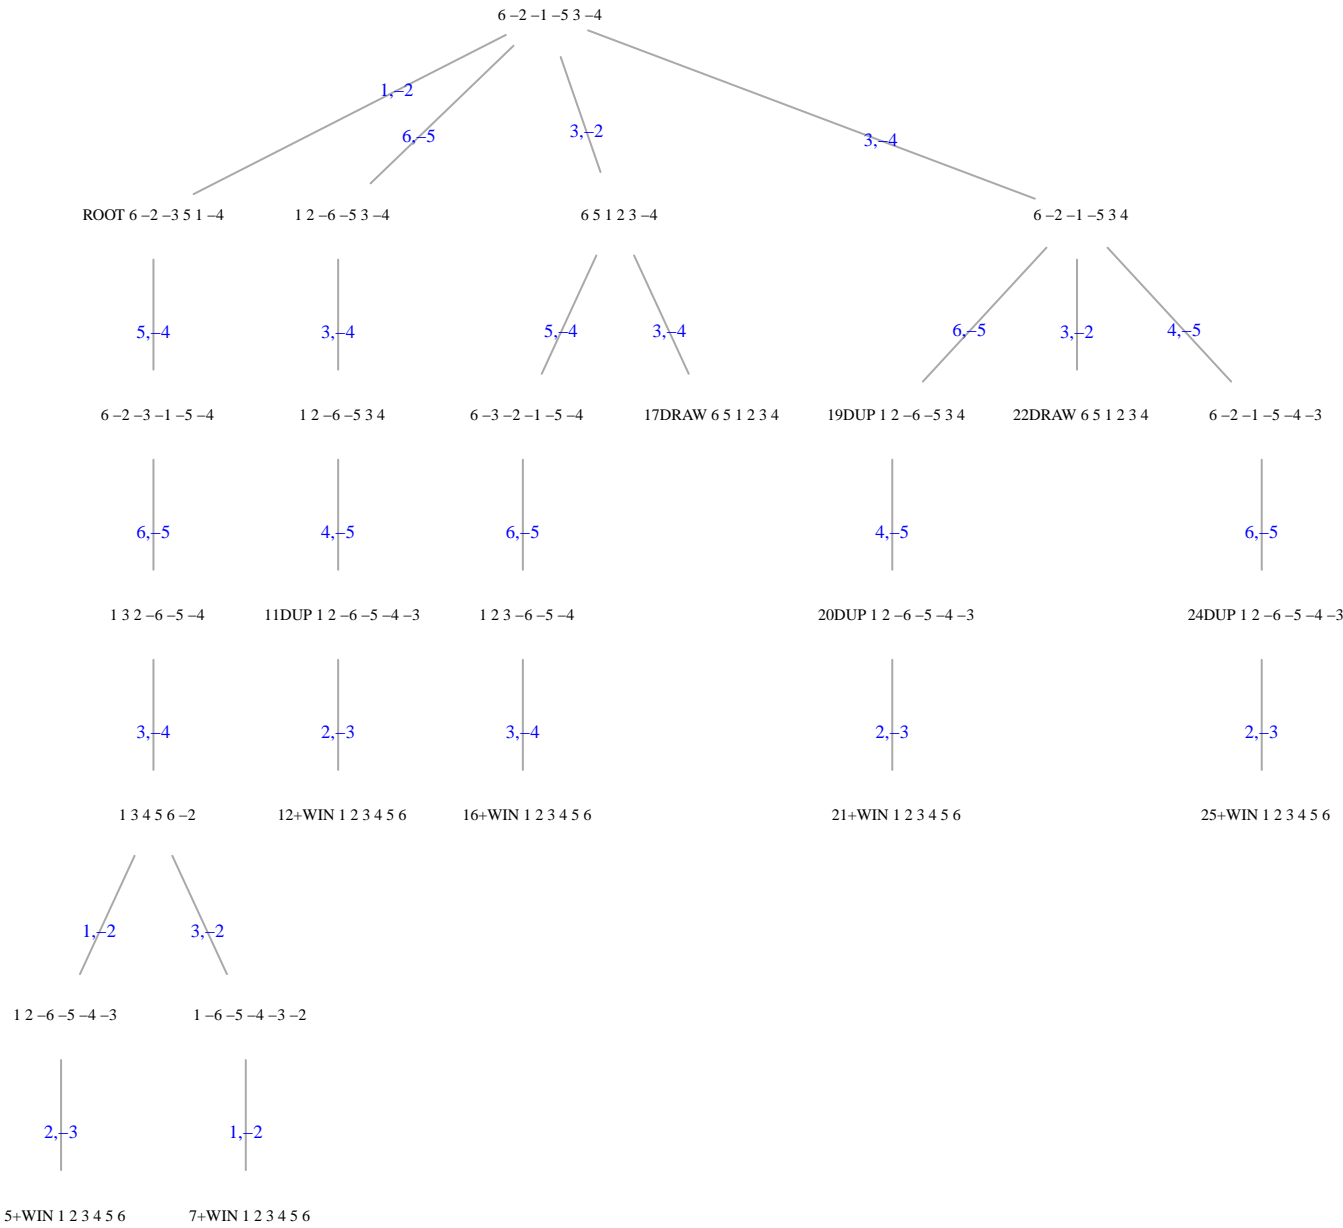 6 –2 –1 –5 3 –4
1,–2
6,–5
3,–2
3,–4
ROOT 6 –2 –3 5 1 –4
1 2 –6 –5 3 –4
6 5 1 2 3 –4
6 –2 –1 –5 3 4
5,–4
3,–4
5,–4
3,–4
6,–5
3,–2
4,–5
6 –2 –3 –1 –5 –4
1 2 –6 –5 3 4
6 –3 –2 –1 –5 –4
17DRAW 6 5 1 2 3 4
19DUP 1 2 –6 –5 3 4
22DRAW 6 5 1 2 3 4
6 –2 –1 –5 –4 –3
6,–5
4,–5
6,–5
4,–5
6,–5
1 3 2 –6 –5 –4
11DUP 1 2 –6 –5 –4 –3
1 2 3 –6 –5 –4
20DUP 1 2 –6 –5 –4 –3
24DUP 1 2 –6 –5 –4 –3
3,–4
2,–3
3,–4
2,–3
2,–3
1 3 4 5 6 –2
12+WIN 1 2 3 4 5 6
16+WIN 1 2 3 4 5 6
21+WIN 1 2 3 4 5 6
25+WIN 1 2 3 4 5 6
1,–2
3,–2
1 2 –6 –5 –4 –3
1 –6 –5 –4 –3 –2
2,–3
1,–2
5+WIN 1 2 3 4 5 6
7+WIN 1 2 3 4 5 6